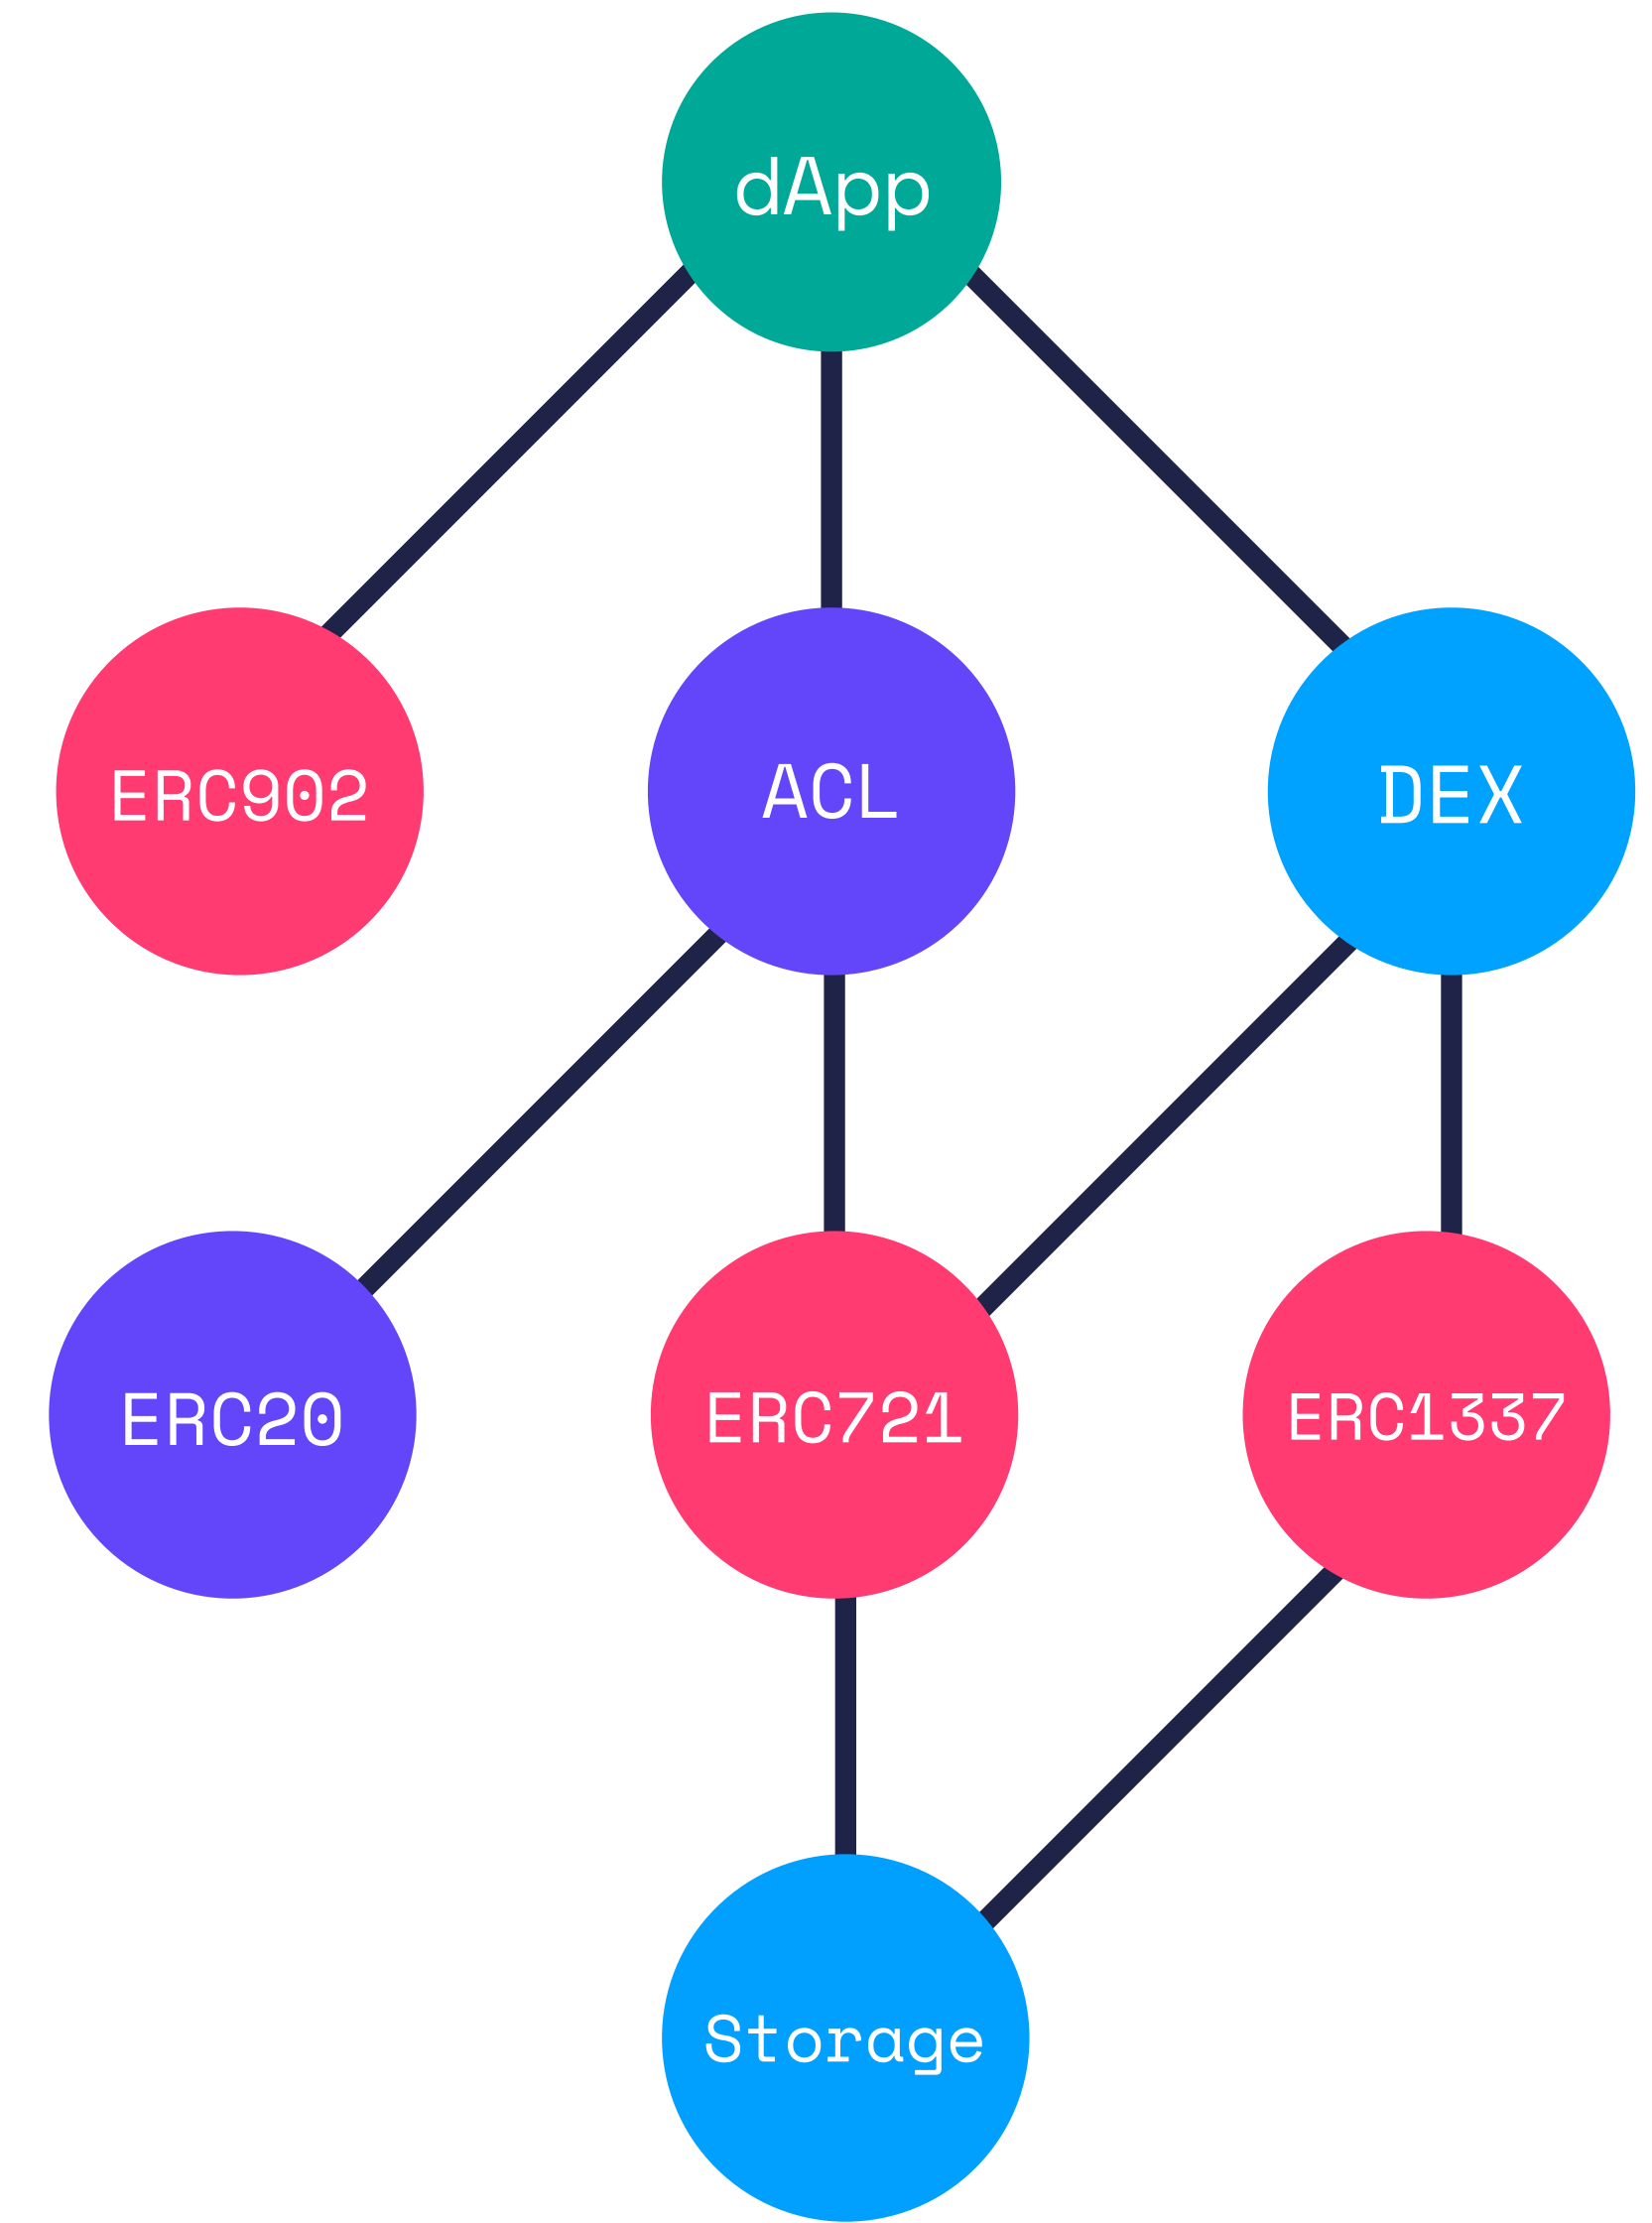 dApp
ERC902
ACL
DEX
ERC20
ERC721
ERC1337
Storage